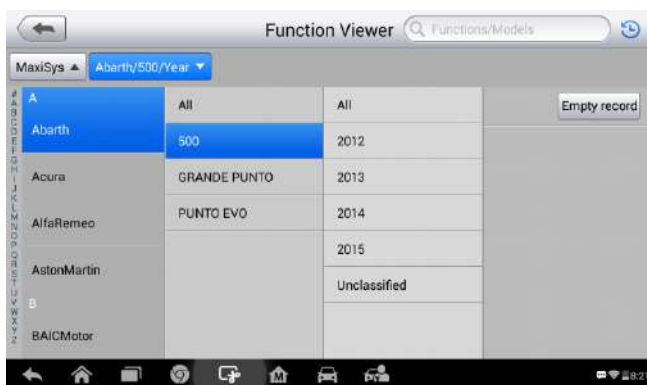 Function Viewer
Functions/Models
MaxiSys ▲
Abarth/500/Year ▼
#
A
B
C
D
E
F
G
H
I
J
K
L
M
N
O
P
Q
R
S
T
U
V
W
X
Y
Z
A
Abarth
Acura
AlfaRemeo
AstonMartin
B
BAICMotor
All
500
GRANDE PUNTO
PUNTO EVO
All
2012
2013
2014
2015
Unclassified
Empty record
M